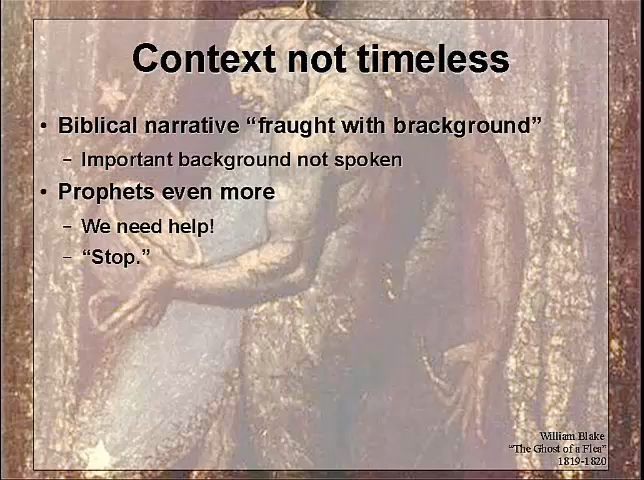 Context not timeless
• Biblical narrative “fraught with brackground”
– Important background not spoken
• Prophets even more
– We need help!
– “Stop.”
William Blake
“The Ghost of a Flea”
1819-1820